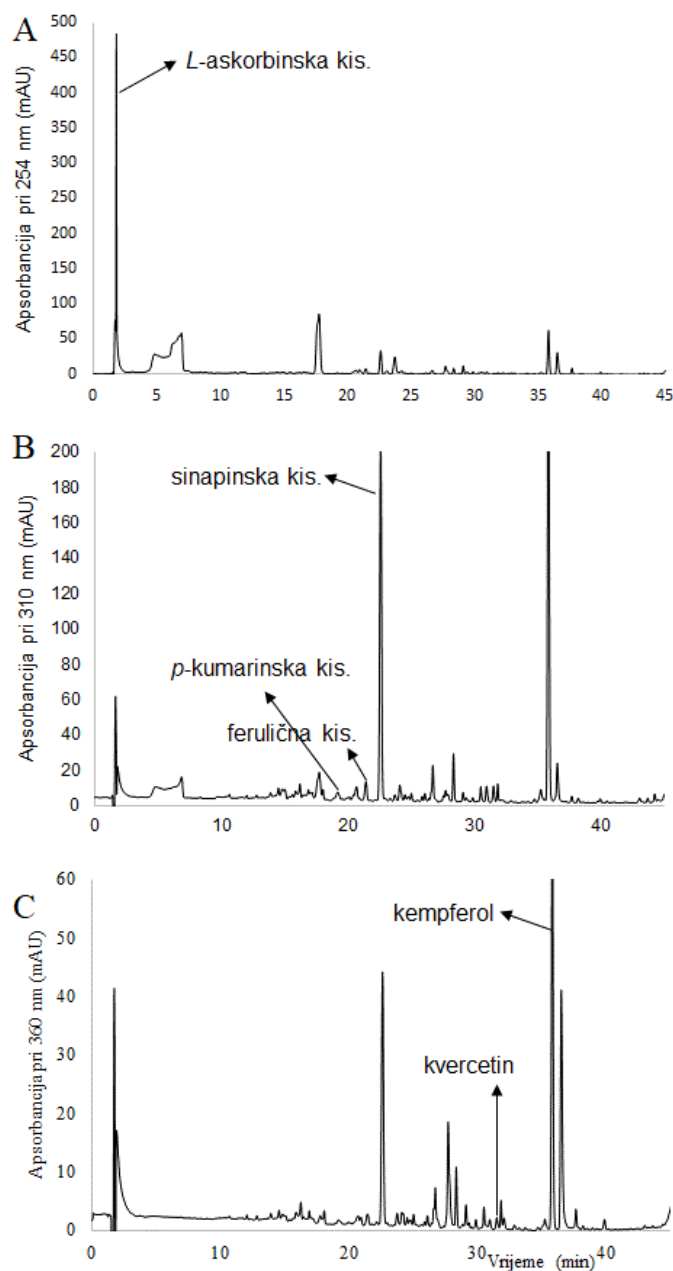 A
Apsorbancija pri 254 nm (mAU)
500
450
400
350
300
250
200
150
100
50
0
L-askorbinska kis.
0 5 10 15 20 25 30 35 40 45
B
Apsorbancija pri 310 nm (mAU)
200
180
160
140
120
100
80
60
40
20
0
sinapinska kis.
p-kumarinska kis.
ferulična kis.
0 10 20 30 40
C
Apsorbancija pri 360 nm (mAU)
60
50
40
30
20
10
0
kempferol
kvercetin
0 10 20 30 40
Vrijeme (min)